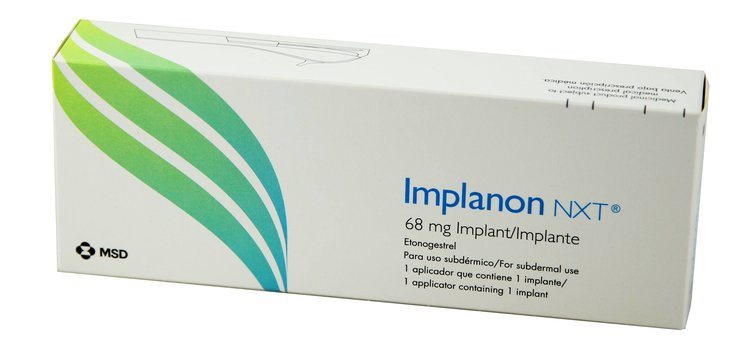 Medicinal product subject to
medical prescription
Venta bajo prescripción médica.
Implanon NXT®
68 mg Implant/Implante
Etonogestrel
Para uso subdérmico/For subdermal use
1 aplicador que contiene 1 implante/
1 applicator containing 1 implant
MSD